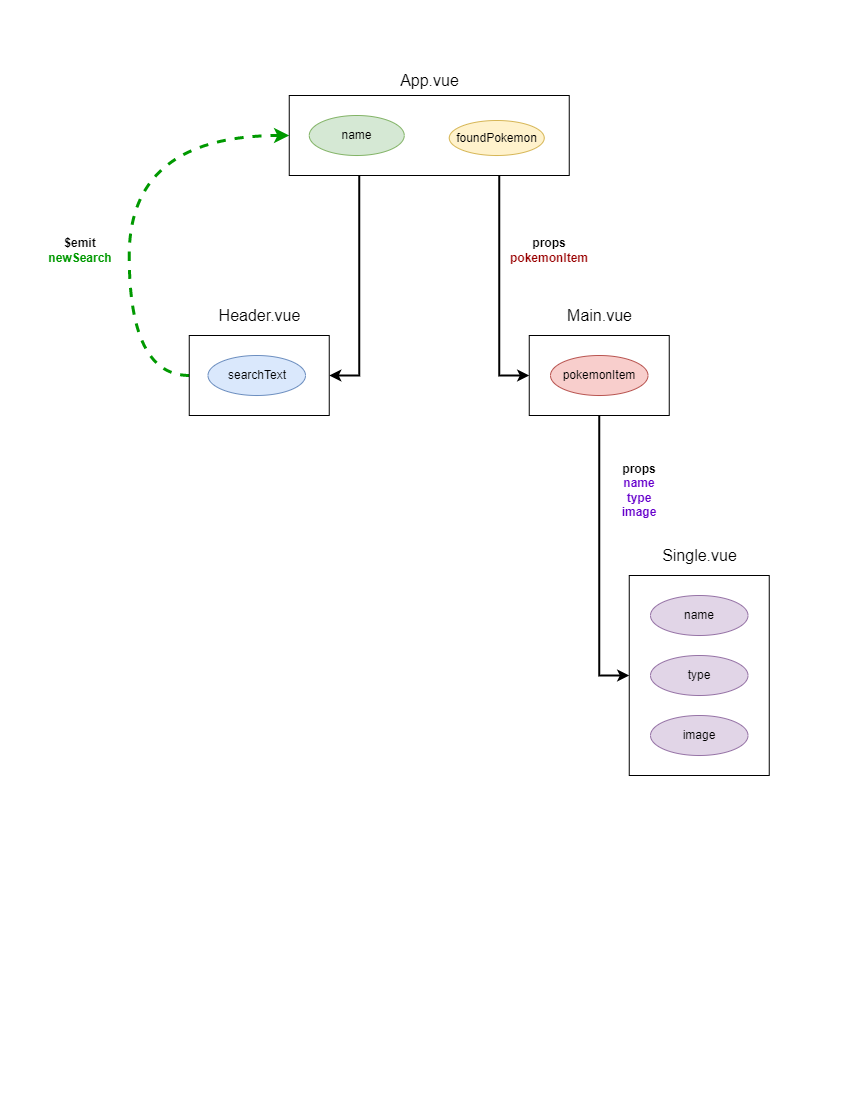 App.vue
name
foundPokemon
$emit
newSearch
props
pokemonItem
Header.vue
Main.vue
searchText
pokemonItem
props
name
type
image
Single.vue
name
type
image